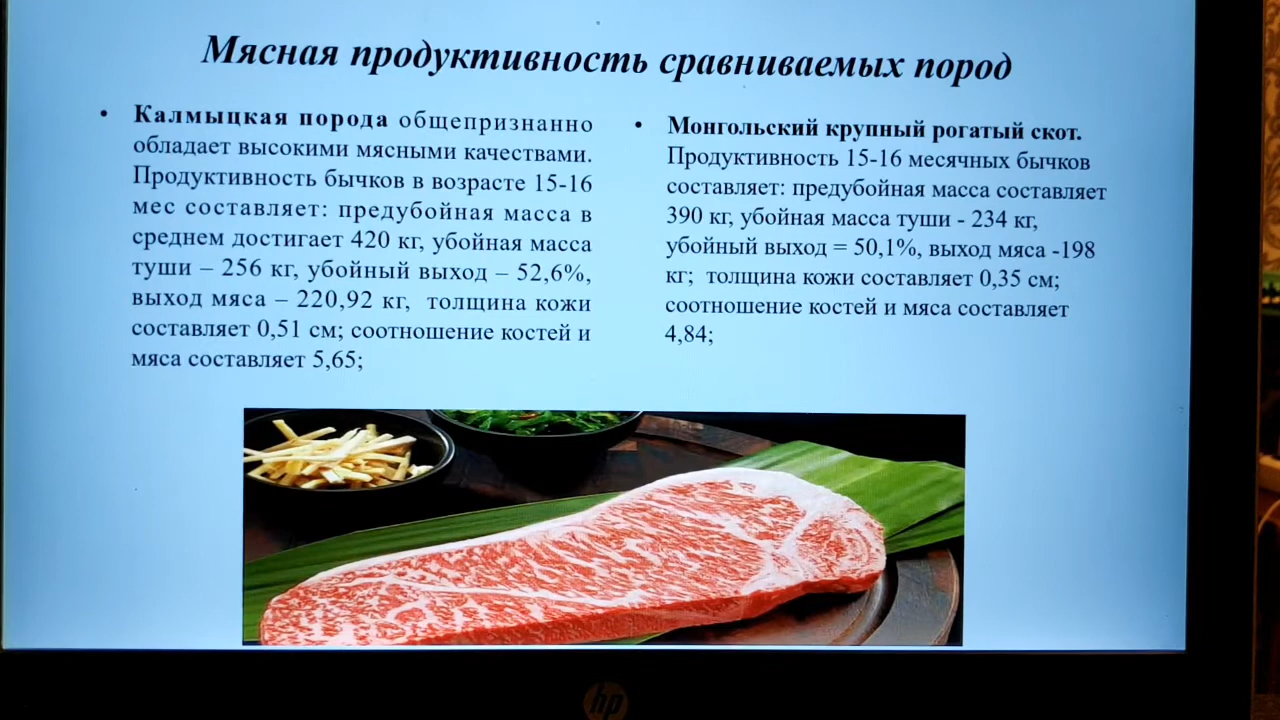 Мясная продуктивность сравниваемых пород
• Калмыцкая порода общепризнанно
обладает высокими мясными качествами.
Продуктивность бычков в возрасте 15-16
мес составляет: предубойная масса в
среднем достигает 420 кг, убойная масса
туши – 256 кг, убойный выход – 52,6%,
выход мяса – 220,92 кг, толщина кожи
составляет 0,51 см; соотношение костей и
мяса составляет 5,65;
• Монгольский крупный рогатый скот.
Продуктивность 15-16 месячных бычков
составляет: предубойная масса составляет
390 кг, убойная масса туши - 234 кг,
убойный выход = 50,1%, выход мяса -198
кг; толщина кожи составляет 0,35 см;
соотношение костей и мяса составляет
4,84;
hp